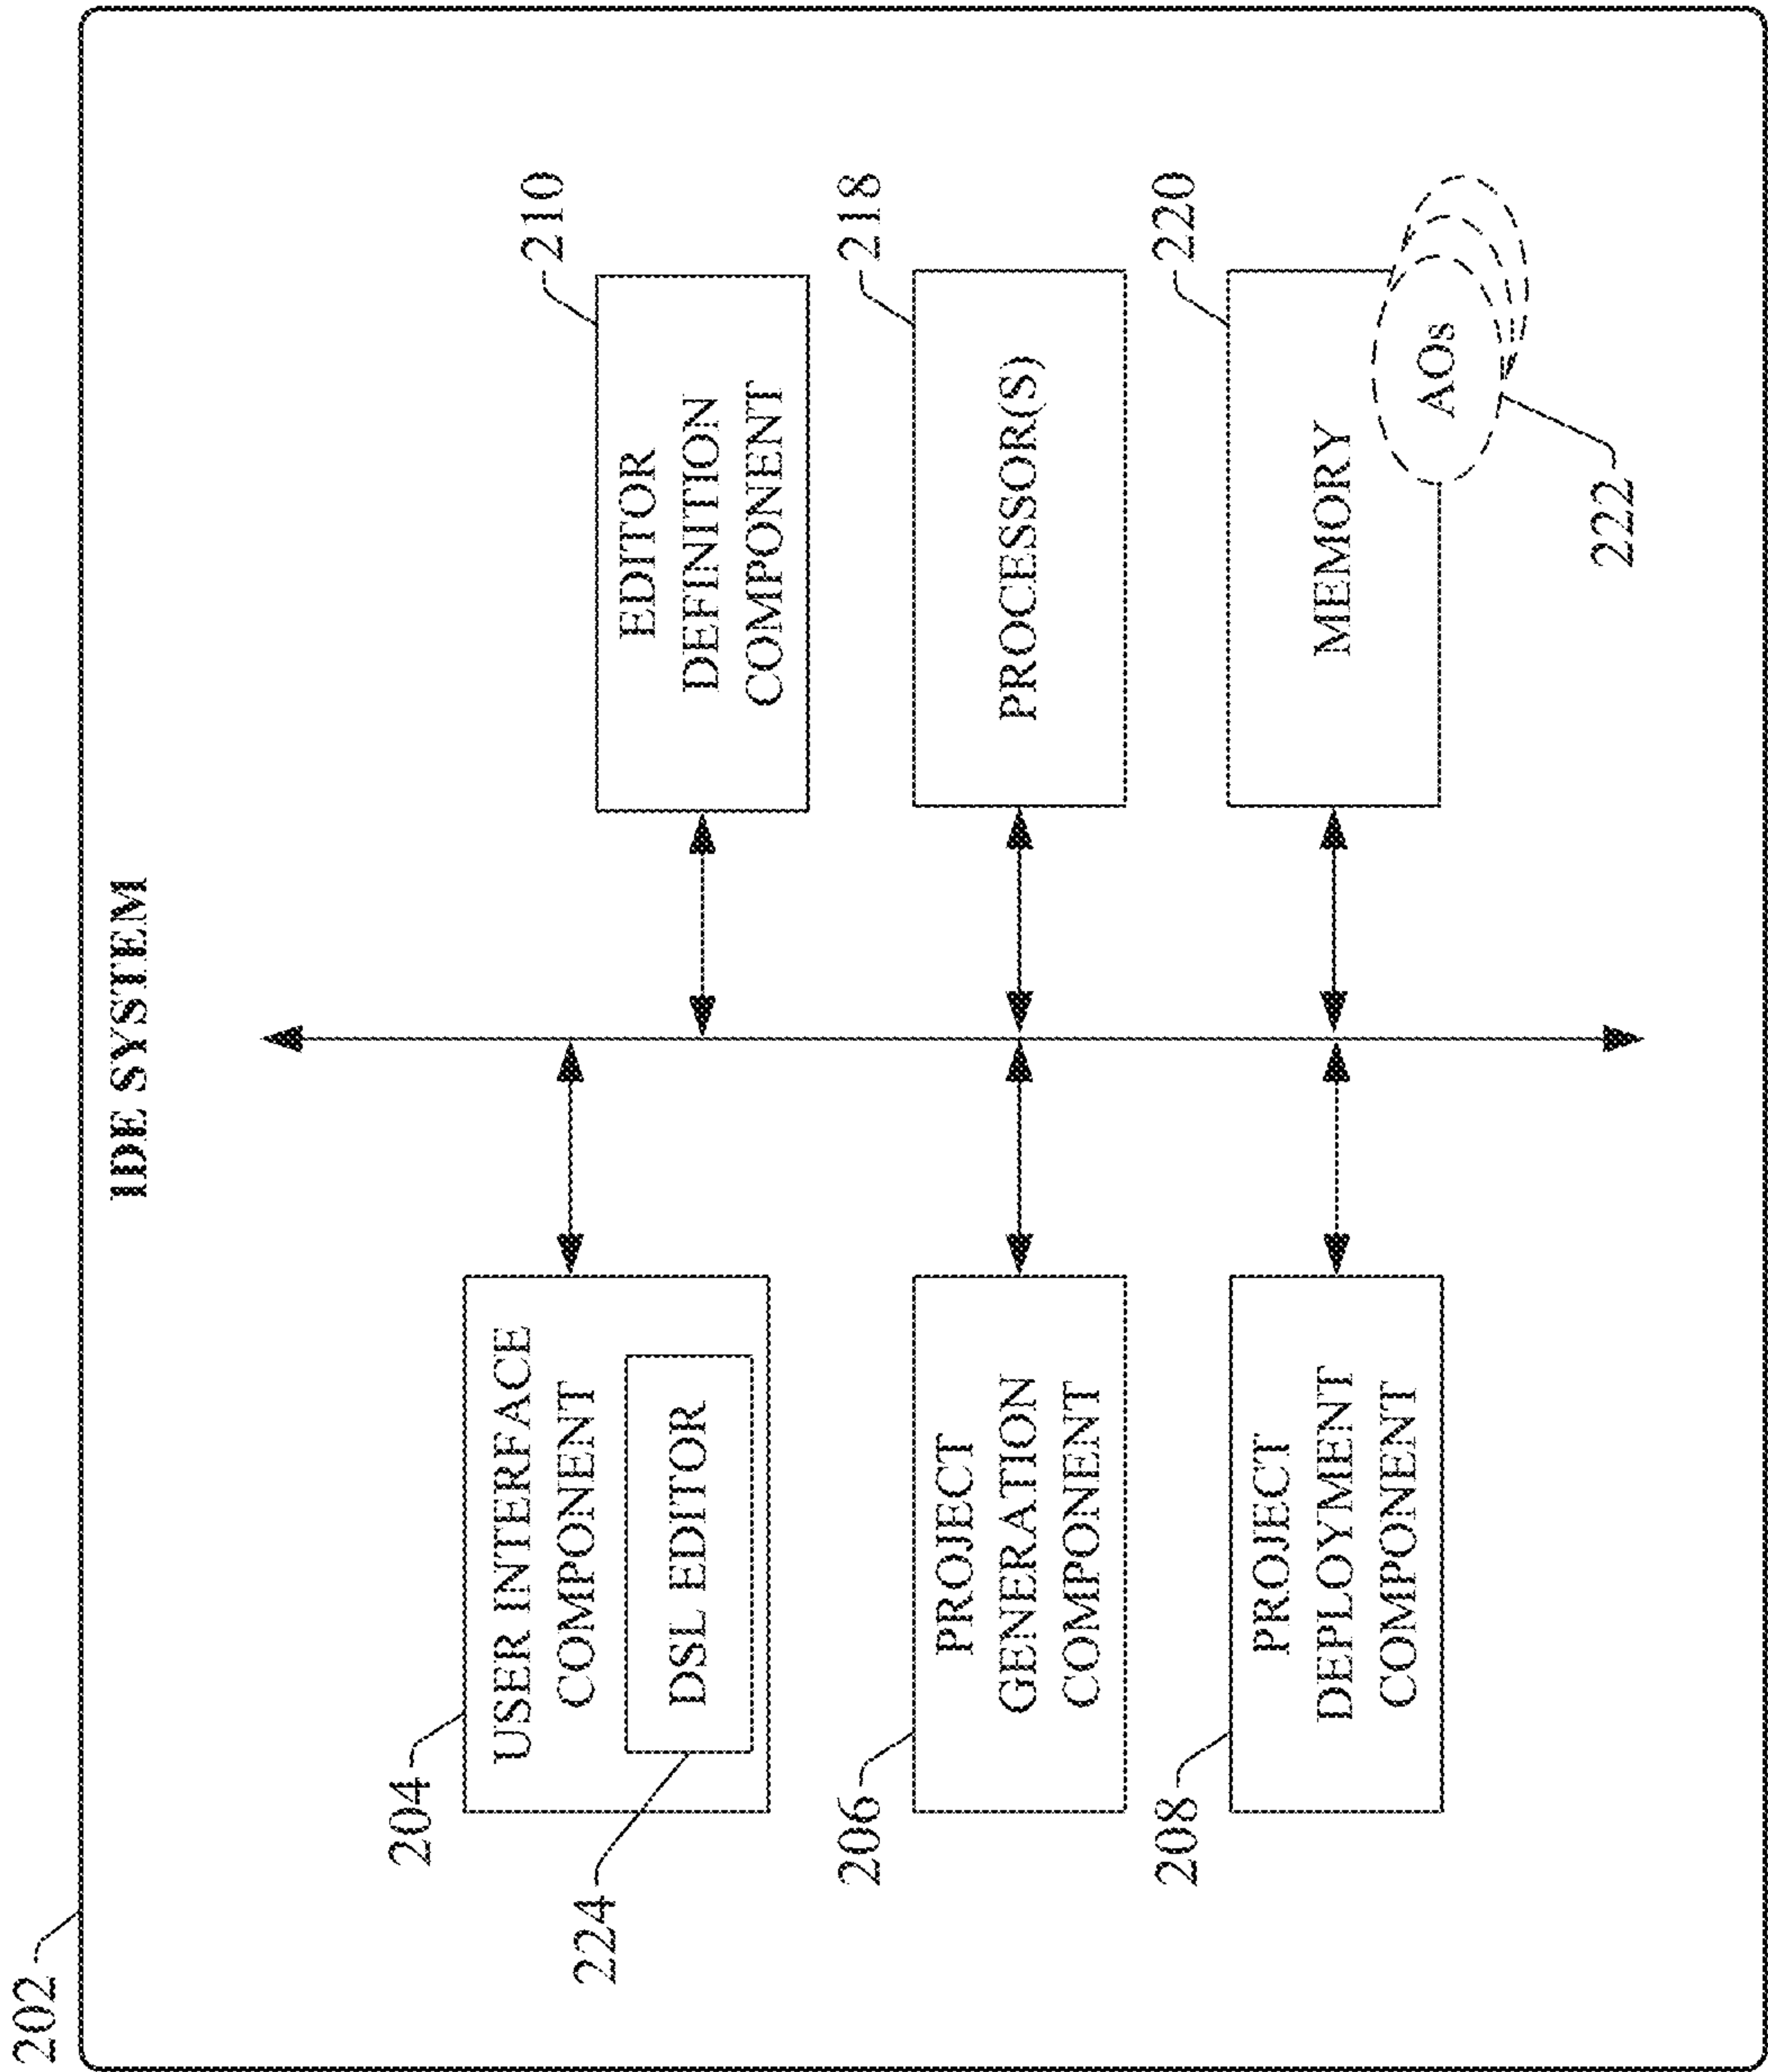 202
IDE SYSTEM
204
USER INTERFACE
COMPONENT
224
DSL EDITOR
206
PROJECT
GENERATION
COMPONENT
208
PROJECT
DEPLOYMENT
COMPONENT
210
EDITOR
DEFINITION
COMPONENT
218
PROCESSOR(S)
220
MEMORY
AOs
222